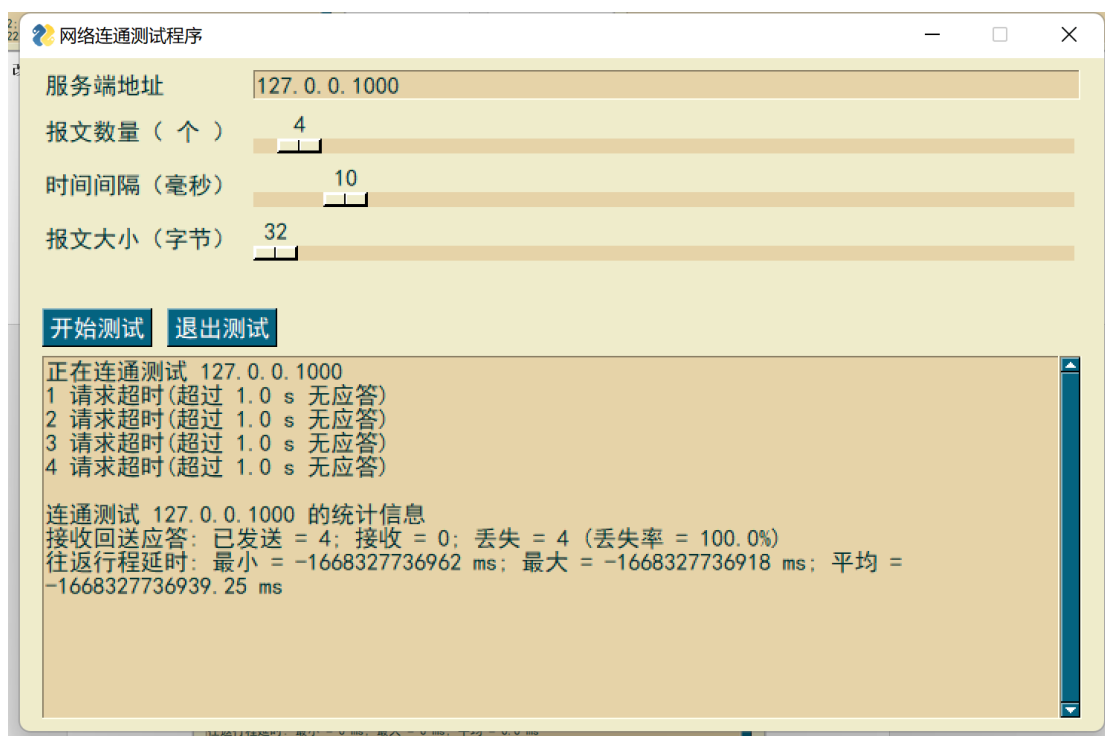 网络连通测试程序
服务端地址 127.0.0.1000
报文数量（ 个 ） 4
时间间隔（毫秒） 10
报文大小（字节） 32
开始测试 退出测试
正在连通测试 127.0.0.1000
1 请求超时(超过 1.0 s 无应答)
2 请求超时(超过 1.0 s 无应答)
3 请求超时(超过 1.0 s 无应答)
4 请求超时(超过 1.0 s 无应答)
连通测试 127.0.0.1000 的统计信息
接收回送应答: 已发送 = 4; 接收 = 0; 丢失 = 4 (丢失率 = 100.0%)
往返行程延时: 最小 = -1668327736962 ms; 最大 = -1668327736918 ms; 平均 =
-1668327736939.25 ms